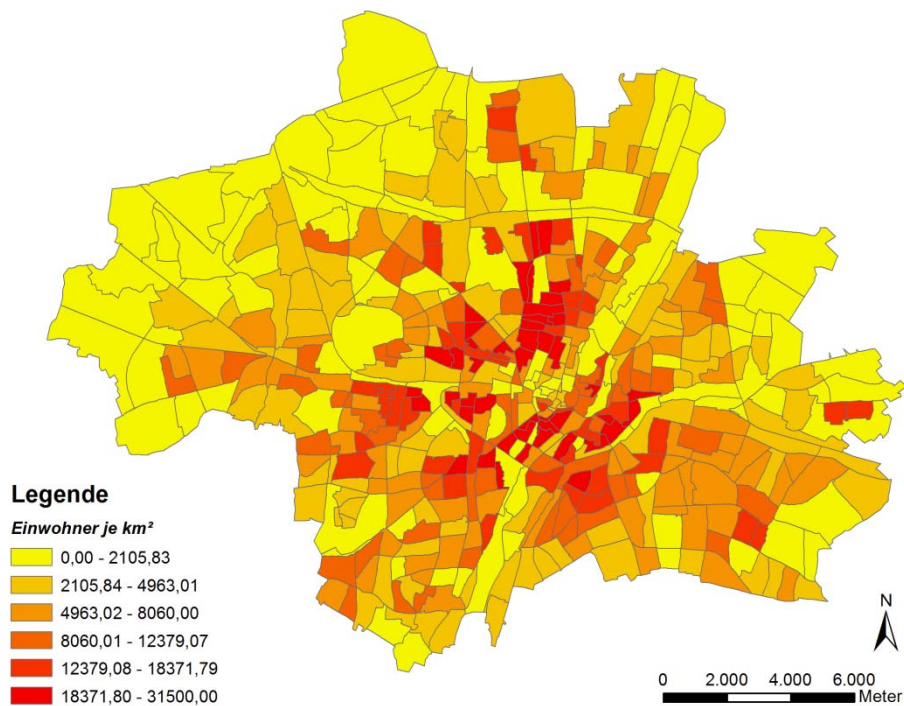 Legende
Einwohner je km²
0,00 - 2105,83
2105,84 - 4963,01
4963,02 - 8060,00
8060,01 - 12379,07
12379,08 - 18371,79
18371,80 - 31500,00
N
0 2.000 4.000 6.000
Meter